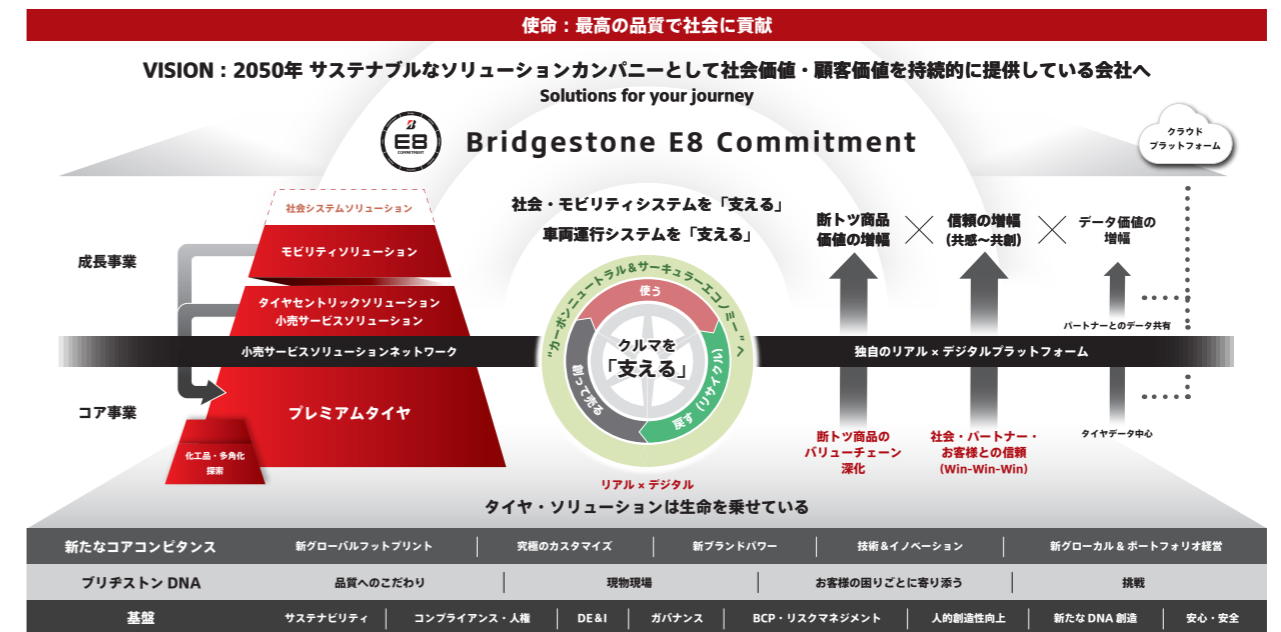 使命：最高の品質で社会に貢献
VISION：2050年 サステナブルなソリューションカンパニーとして社会価値・顧客価値を持続的に提供している会社へ
Solutions for your journey
E8
COMMITMENT
Bridgestone E8 Commitment
クラウド
プラットフォーム
社会システムソリューション
モビリティソリューション
成長事業
タイヤセントリックソリューション
小売サービスソリューション
小売サービスソリューションネットワーク
コア事業
プレミアムタイヤ
化工品・多角化
探索
社会・モビリティシステムを「支える」
車両運行システムを「支える」
“カーボンニュートラル&サーキュラーエコノミー”へ
使う
クルマを
「支える」
創って売る
戻す（リサイクル）
リアル×デジタル
タイヤ・ソリューションは生命を乗せている
断トツ商品
価値の増幅
×
信頼の増幅
（共感～共創）
×
データ価値の
増幅
パートナーとのデータ共有
独自のリアル×デジタルプラットフォーム
断トツ商品の
バリューチェーン
深化
社会・パートナー・
お客様との信頼
(Win-Win-Win)
タイヤデータ中心
新たなコアコンピタンス 新グローバルフットプリント 究極のカスタマイズ 新ブランドパワー 技術&イノベーション 新グローカル & ポートフォリオ経営
ブリヂストン DNA 品質へのこだわり 現物現場 お客様の困りごとに寄り添う 挑戦
基盤 サステナビリティ コンプライアンス・人権 DE&I ガバナンス BCP・リスクマネジメント 人的創造性向上 新たな DNA 創造 安心・安全